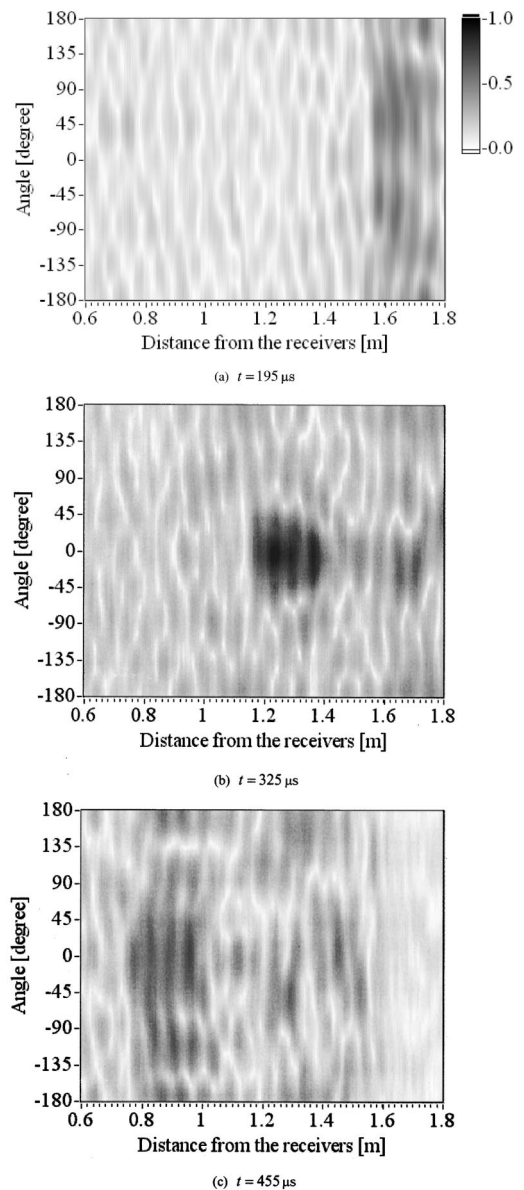 180
135
90
45
0
-45
-90
-135
-180
Angle [degree]
0.6 0.8 1 1.2 1.4 1.6 1.8
Distance from the receivers [m]
-1.0
-0.5
-0.0
(a) t = 195 μs
180
135
90
45
0
-45
-90
-135
-180
Angle [degree]
0.6 0.8 1 1.2 1.4 1.6 1.8
Distance from the receivers [m]
(b) t = 325 μs
180
135
90
45
0
-45
-90
-135
-180
Angle [degree]
0.6 0.8 1 1.2 1.4 1.6 1.8
Distance from the receivers [m]
(c) t = 455 μs